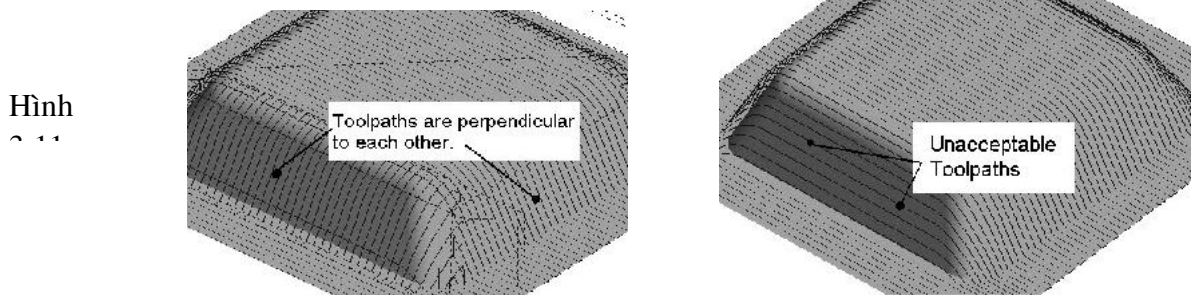 Hình
Toolpaths are perpendicular
to each other.
Unacceptable
Toolpaths